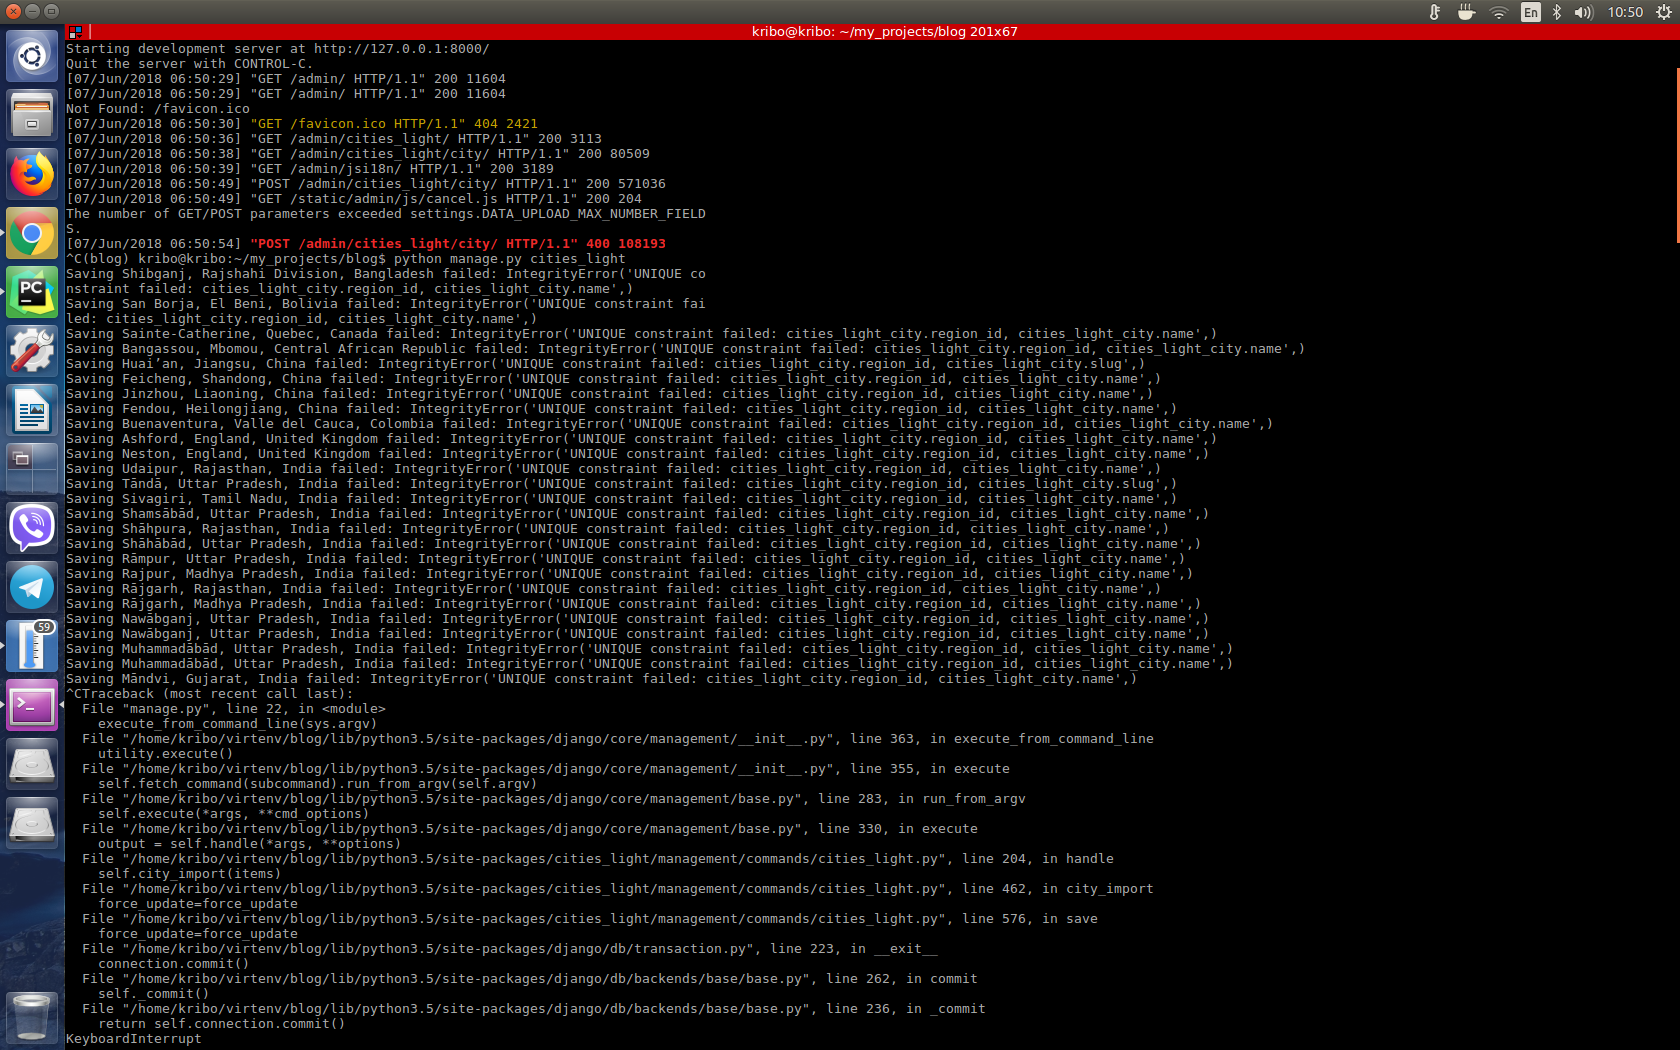 En
10:50
kribo@kribo: ~/my_projects/blog 201x67
Starting development server at http://127.0.0.1:8000/
Quit the server with CONTROL-C.
[07/Jun/2018 06:50:29] "GET /admin/ HTTP/1.1" 200 11604
[07/Jun/2018 06:50:29] "GET /admin/ HTTP/1.1" 200 11604
Not Found: /favicon.ico
[07/Jun/2018 06:50:30] "GET /favicon.ico HTTP/1.1" 404 2421
[07/Jun/2018 06:50:36] "GET /admin/cities_light/ HTTP/1.1" 200 3113
[07/Jun/2018 06:50:38] "GET /admin/cities_light/city/ HTTP/1.1" 200 80509
[07/Jun/2018 06:50:39] "GET /admin/jsi18n/ HTTP/1.1" 200 3189
[07/Jun/2018 06:50:49] "POST /admin/cities_light/city/ HTTP/1.1" 200 571036
[07/Jun/2018 06:50:49] "GET /static/admin/js/cancel.js HTTP/1.1" 200 204
The number of GET/POST parameters exceeded settings.DATA_UPLOAD_MAX_NUMBER_FIELD
S.
[07/Jun/2018 06:50:54] "POST /admin/cities_light/city/ HTTP/1.1" 400 108193
^C(blog) kribo@kribo:~/my_projects/blog$ python manage.py cities_light
Saving Shibganj, Rajshahi Division, Bangladesh failed: IntegrityError('UNIQUE co
nstraint failed: cities_light_city.region_id, cities_light_city.name',)
Saving San Borja, El Beni, Bolivia failed: IntegrityError('UNIQUE constraint fai
led: cities_light_city.region_id, cities_light_city.name',)
Saving Sainte-Catherine, Quebec, Canada failed: IntegrityError('UNIQUE constraint failed: cities_light_city.region_id, cities_light_city.name',)
Saving Bangassou, Mbomou, Central African Republic failed: IntegrityError('UNIQUE constraint failed: cities_light_city.region_id, cities_light_city.name',)
Saving Huai’an, Jiangsu, China failed: IntegrityError('UNIQUE constraint failed: cities_light_city.region_id, cities_light_city.slug',)
Saving Feicheng, Shandong, China failed: IntegrityError('UNIQUE constraint failed: cities_light_city.region_id, cities_light_city.name',)
Saving Jinzhou, Liaoning, China failed: IntegrityError('UNIQUE constraint failed: cities_light_city.region_id, cities_light_city.name',)
Saving Fendou, Heilongjiang, China failed: IntegrityError('UNIQUE constraint failed: cities_light_city.region_id, cities_light_city.name',)
Saving Buenaventura, Valle del Cauca, Colombia failed: IntegrityError('UNIQUE constraint failed: cities_light_city.region_id, cities_light_city.name',)
Saving Ashford, England, United Kingdom failed: IntegrityError('UNIQUE constraint failed: cities_light_city.region_id, cities_light_city.name',)
Saving Neston, England, United Kingdom failed: IntegrityError('UNIQUE constraint failed: cities_light_city.region_id, cities_light_city.name',)
Saving Udaipur, Rajasthan, India failed: IntegrityError('UNIQUE constraint failed: cities_light_city.region_id, cities_light_city.name',)
Saving Tānda, Uttar Pradesh, India failed: IntegrityError('UNIQUE constraint failed: cities_light_city.region_id, cities_light_city.slug',)
Saving Sivagiri, Tamil Nadu, India failed: IntegrityError('UNIQUE constraint failed: cities_light_city.region_id, cities_light_city.name',)
Saving Shamsābād, Uttar Pradesh, India failed: IntegrityError('UNIQUE constraint failed: cities_light_city.region_id, cities_light_city.name',)
Saving Shāhpura, Rajasthan, India failed: IntegrityError('UNIQUE constraint failed: cities_light_city.region_id, cities_light_city.name',)
Saving Shāhābād, Uttar Pradesh, India failed: IntegrityError('UNIQUE constraint failed: cities_light_city.region_id, cities_light_city.name',)
Saving Rāmpur, Uttar Pradesh, India failed: IntegrityError('UNIQUE constraint failed: cities_light_city.region_id, cities_light_city.name',)
Saving Rajpur, Madhya Pradesh, India failed: IntegrityError('UNIQUE constraint failed: cities_light_city.region_id, cities_light_city.name',)
Saving Rājgarh, Rajasthan, India failed: IntegrityError('UNIQUE constraint failed: cities_light_city.region_id, cities_light_city.name',)
Saving Rājgarh, Madhya Pradesh, India failed: IntegrityError('UNIQUE constraint failed: cities_light_city.region_id, cities_light_city.name',)
Saving Nawābganj, Uttar Pradesh, India failed: IntegrityError('UNIQUE constraint failed: cities_light_city.region_id, cities_light_city.name',)
Saving Nawābganj, Uttar Pradesh, India failed: IntegrityError('UNIQUE constraint failed: cities_light_city.region_id, cities_light_city.name',)
Saving Muhammadābād, Uttar Pradesh, India failed: IntegrityError('UNIQUE constraint failed: cities_light_city.region_id, cities_light_city.name',)
Saving Muhammadābād, Uttar Pradesh, India failed: IntegrityError('UNIQUE constraint failed: cities_light_city.region_id, cities_light_city.name',)
Saving Māndvi, Gujarat, India failed: IntegrityError('UNIQUE constraint failed: cities_light_city.region_id, cities_light_city.name',)
^CTraceback (most recent call last):
File "manage.py", line 22, in <module>
execute_from_command_line(sys.argv)
File "/home/kribo/virtenv/blog/lib/python3.5/site-packages/django/core/management/__init__.py", line 363, in execute_from_command_line
utility.execute()
File "/home/kribo/virtenv/blog/lib/python3.5/site-packages/django/core/management/__init__.py", line 355, in execute
self.fetch_command(subcommand).run_from_argv(self.argv)
File "/home/kribo/virtenv/blog/lib/python3.5/site-packages/django/core/management/base.py", line 283, in run_from_argv
self.execute(*args, **cmd_options)
File "/home/kribo/virtenv/blog/lib/python3.5/site-packages/django/core/management/base.py", line 330, in execute
output = self.handle(*args, **options)
File "/home/kribo/virtenv/blog/lib/python3.5/site-packages/cities_light/management/commands/cities_light.py", line 204, in handle
self.city_import(items)
File "/home/kribo/virtenv/blog/lib/python3.5/site-packages/cities_light/management/commands/cities_light.py", line 462, in city_import
force_update=force_update
File "/home/kribo/virtenv/blog/lib/python3.5/site-packages/cities_light/management/commands/cities_light.py", line 576, in save
force_update=force_update
File "/home/kribo/virtenv/blog/lib/python3.5/site-packages/django/db/transaction.py", line 223, in __exit__
connection.commit()
File "/home/kribo/virtenv/blog/lib/python3.5/site-packages/django/db/backends/base/base.py", line 262, in commit
self._commit()
File "/home/kribo/virtenv/blog/lib/python3.5/site-packages/django/db/backends/base/base.py", line 236, in _commit
return self.connection.commit()
KeyboardInterrupt
PC
59